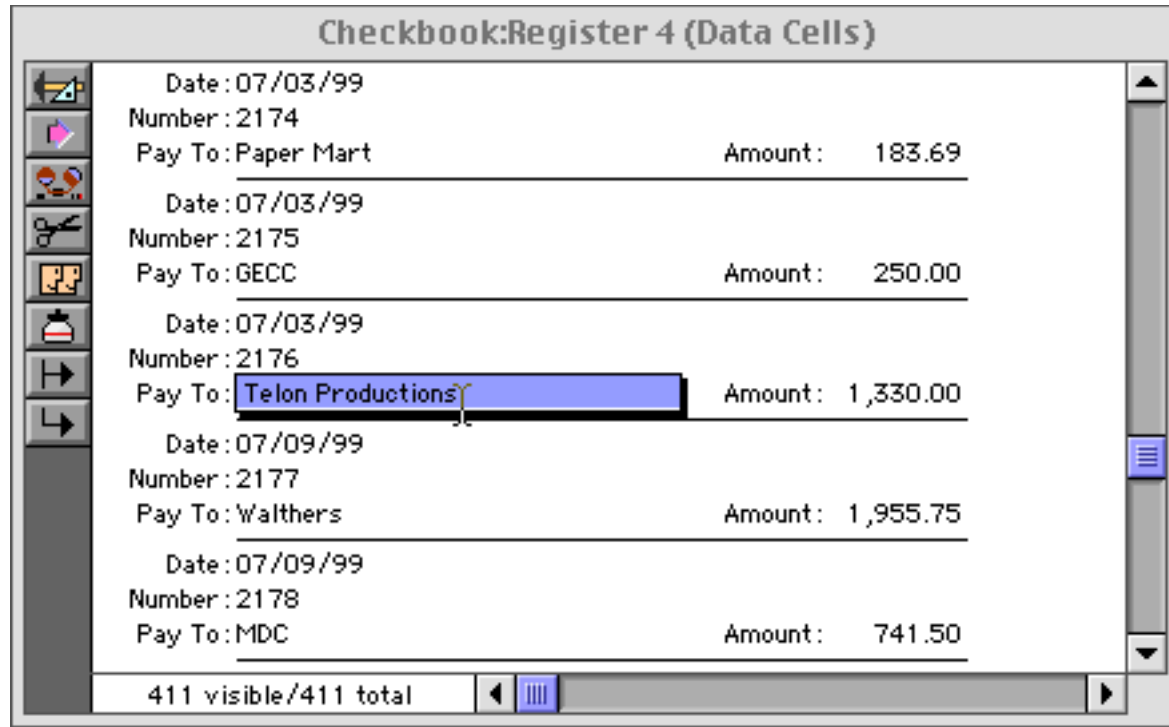 Checkbook:Register 4 (Data Cells)
Date: 07/03/99
Number: 2174
Pay To: Paper Mart Amount: 183.69
Date: 07/03/99
Number: 2175
Pay To: GECC Amount: 250.00
Date: 07/03/99
Number: 2176
Pay To: Telon Productions Amount: 1,330.00
Date: 07/09/99
Number: 2177
Pay To: Walthers Amount: 1,955.75
Date: 07/09/99
Number: 2178
Pay To: MDC Amount: 741.50
411 visible/411 total